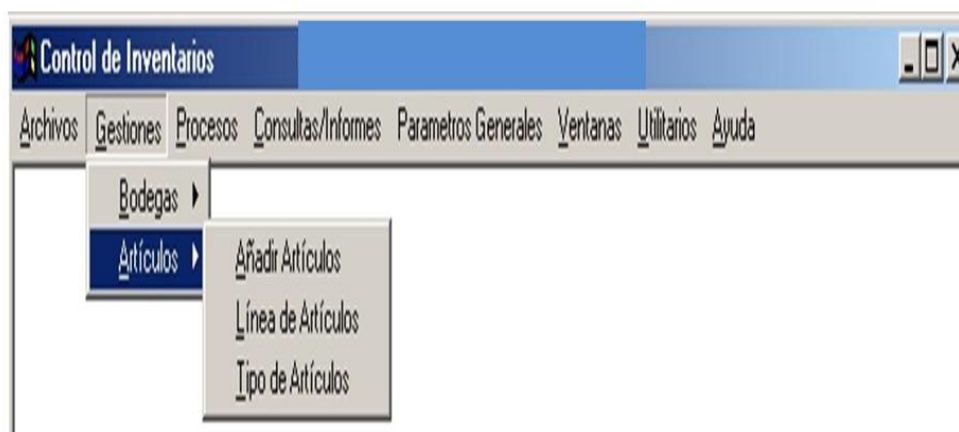 Control de Inventarios
Archivos Gestiones Procesos Consultas/Informes Parametros Generales Ventanas Utilitarios Ayuda
Bodegas
Artículos
Añadir Artículos
Línea de Artículos
Tipo de Artículos